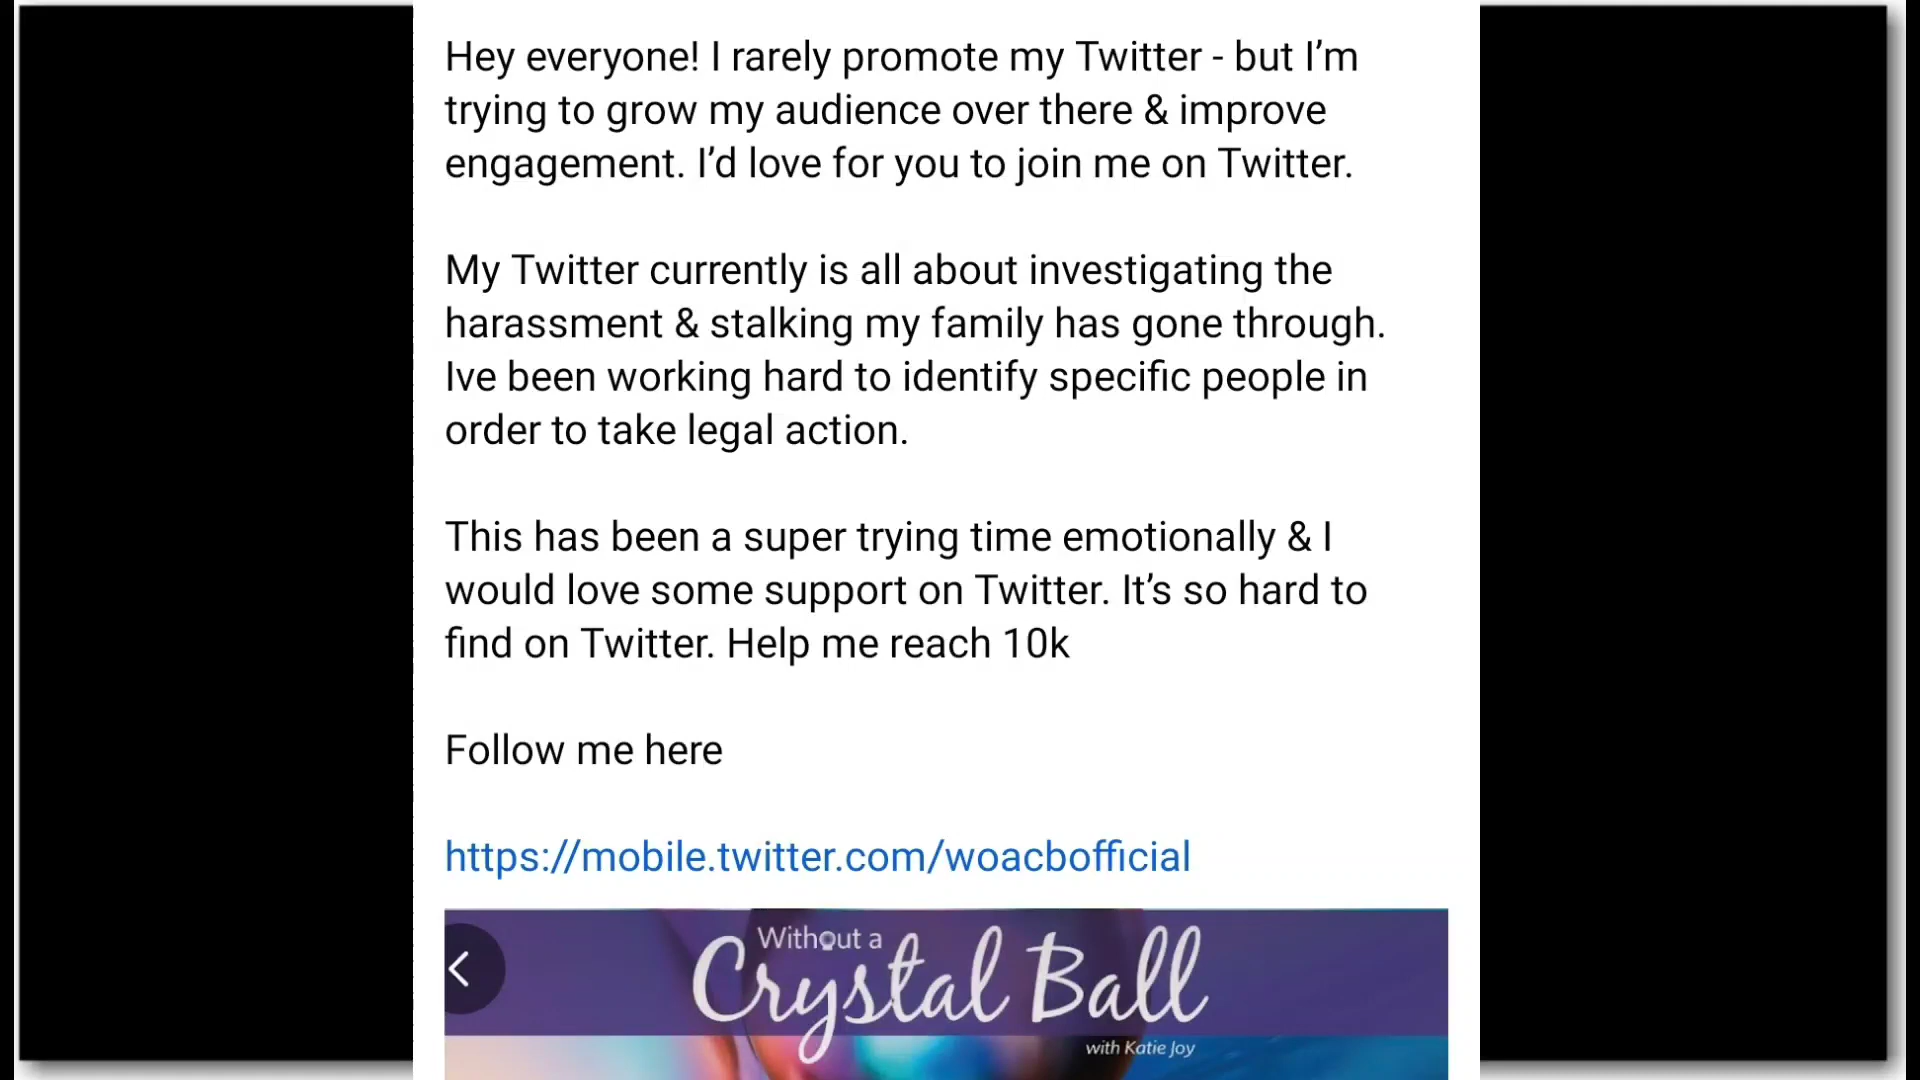 Hey everyone! I rarely promote my Twitter - but I’m
trying to grow my audience over there & improve
engagement. I’d love for you to join me on Twitter.
My Twitter currently is all about investigating the
harassment & stalking my family has gone through.
Ive been working hard to identify specific people in
order to take legal action.
This has been a super trying time emotionally & I
would love some support on Twitter. It’s so hard to
find on Twitter. Help me reach 10k
Follow me here
https://mobile.twitter.com/woacbofficial
Without a
Crystal Ball
with Katie Joy